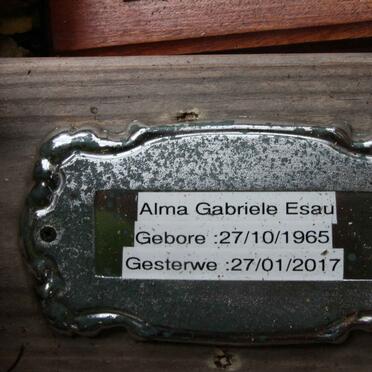 Alma Gabriele Esau
Gebore :27/10/1965
Gesterwe :27/01/2017